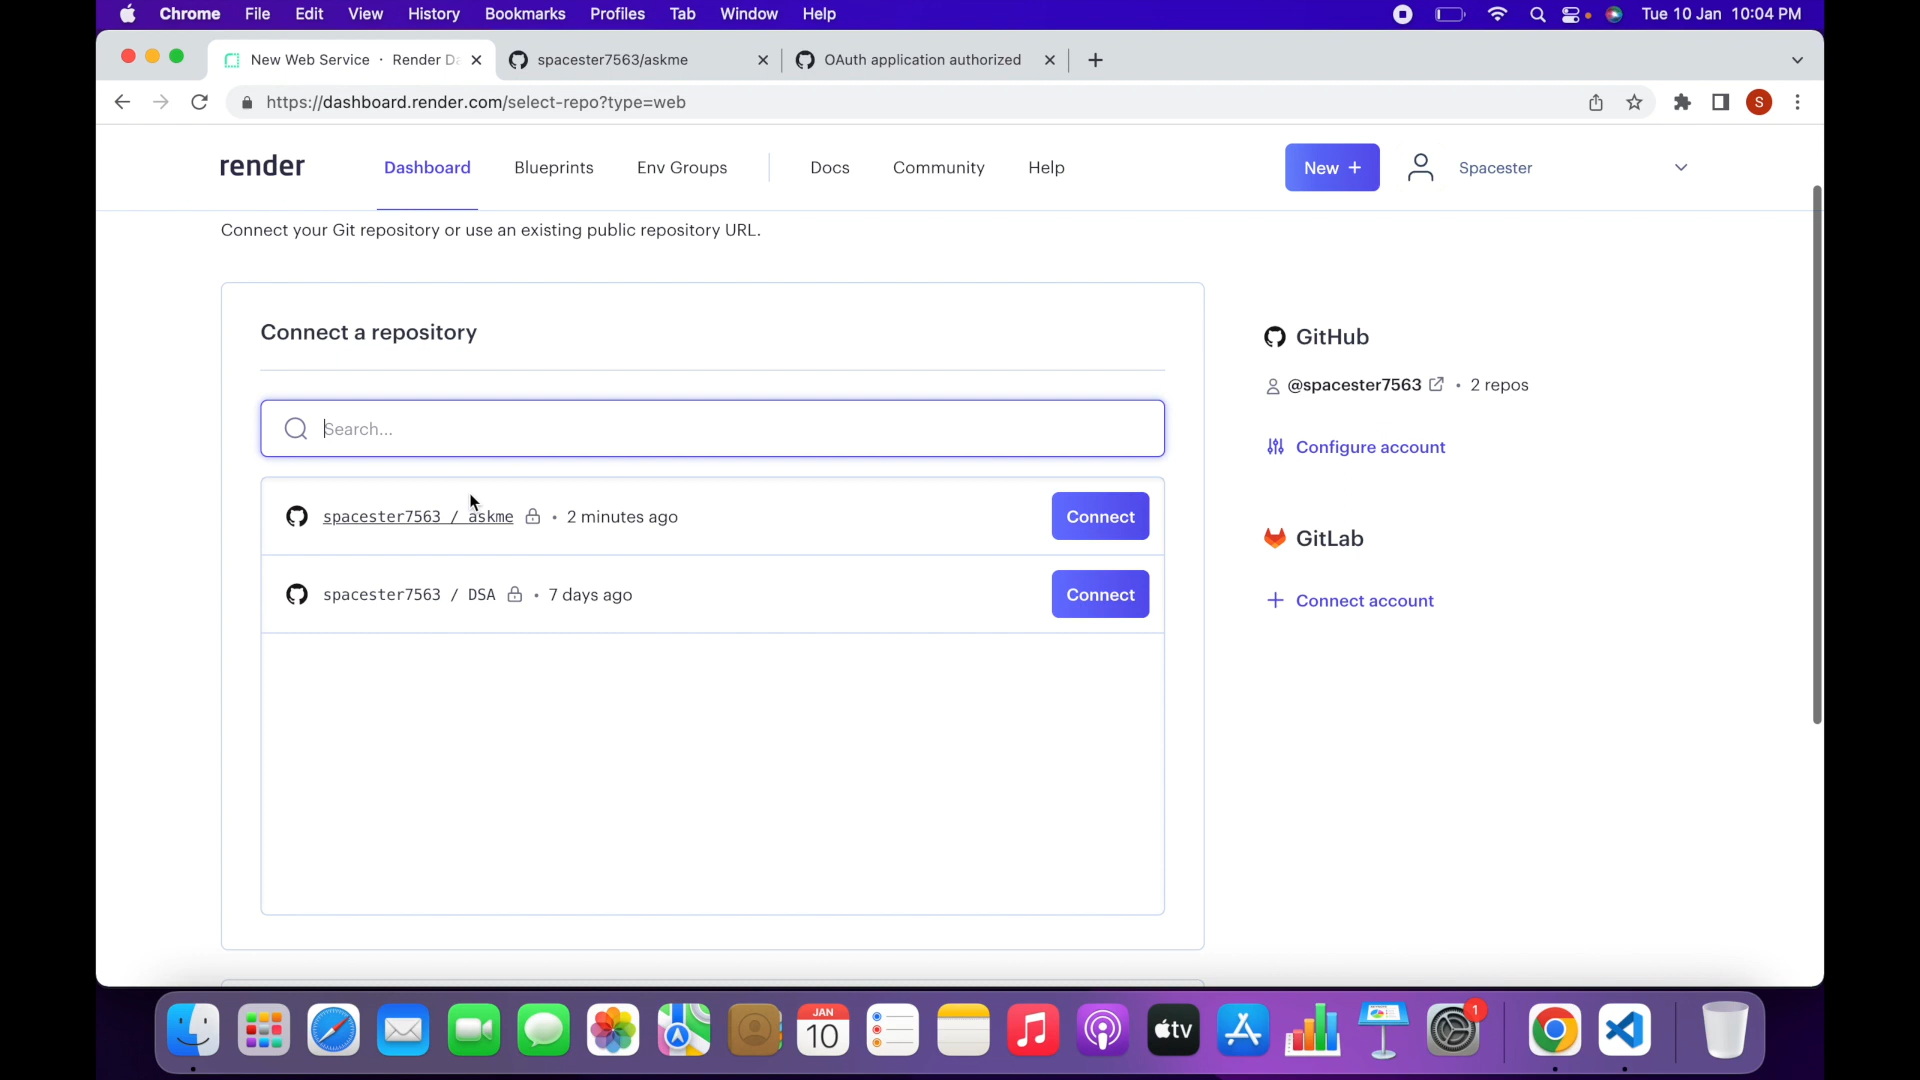 Chrome File Edit View History Bookmarks Profiles Tab Window Help Tue 10 Jan 10:04 PM
New Web Service · Render Da spacester7563/askme OAuth application authorized
https://dashboard.render.com/select-repo?type=web S
render Dashboard Blueprints Env Groups Docs Community Help New + Spacester
Connect your Git repository or use an existing public repository URL.
Connect a repository
Search...
spacester7563 / askme • 2 minutes ago Connect
spacester7563 / DSA • 7 days ago Connect
GitHub
@spacester7563 • 2 repos
Configure account
GitLab
+ Connect account
JAN
10
tv
1